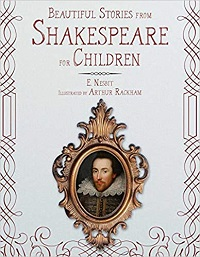 Beautiful Stories from
Shakespeare
for Children
E. Nesbit
Illustrated by Arthur Rackham